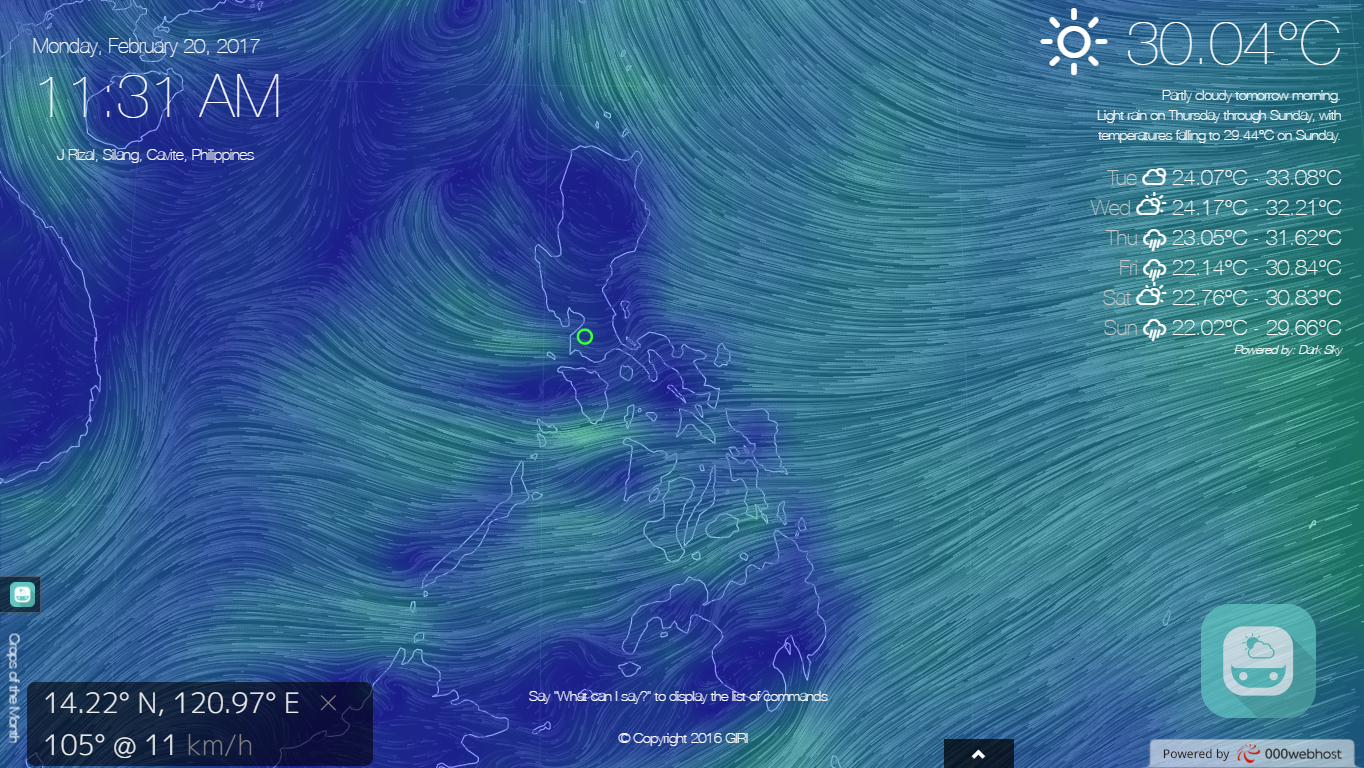 Monday, February 20, 2017
11:31 AM
J Rizal, Silang, Cavite, Philippines
30.04°C
Partly cloudy tomorrow morning.
Light rain on Thursday through Sunday, with
temperatures falling to 29.44°C on Sunday.
Tue 24.07°C - 33.08°C
Wed 24.17°C - 32.21°C
Thu 23.05°C - 31.62°C
Fri 22.14°C - 30.84°C
Sat 22.76°C - 30.83°C
Sun 22.02°C - 29.66°C
Powered by: Dark Sky
Crops of the Month
14.22° N, 120.97° E ×
105° @ 11 km/h
Say "What can I say?" to display the list of commands
© Copyright 2016 GIRI
Powered by 000webhost